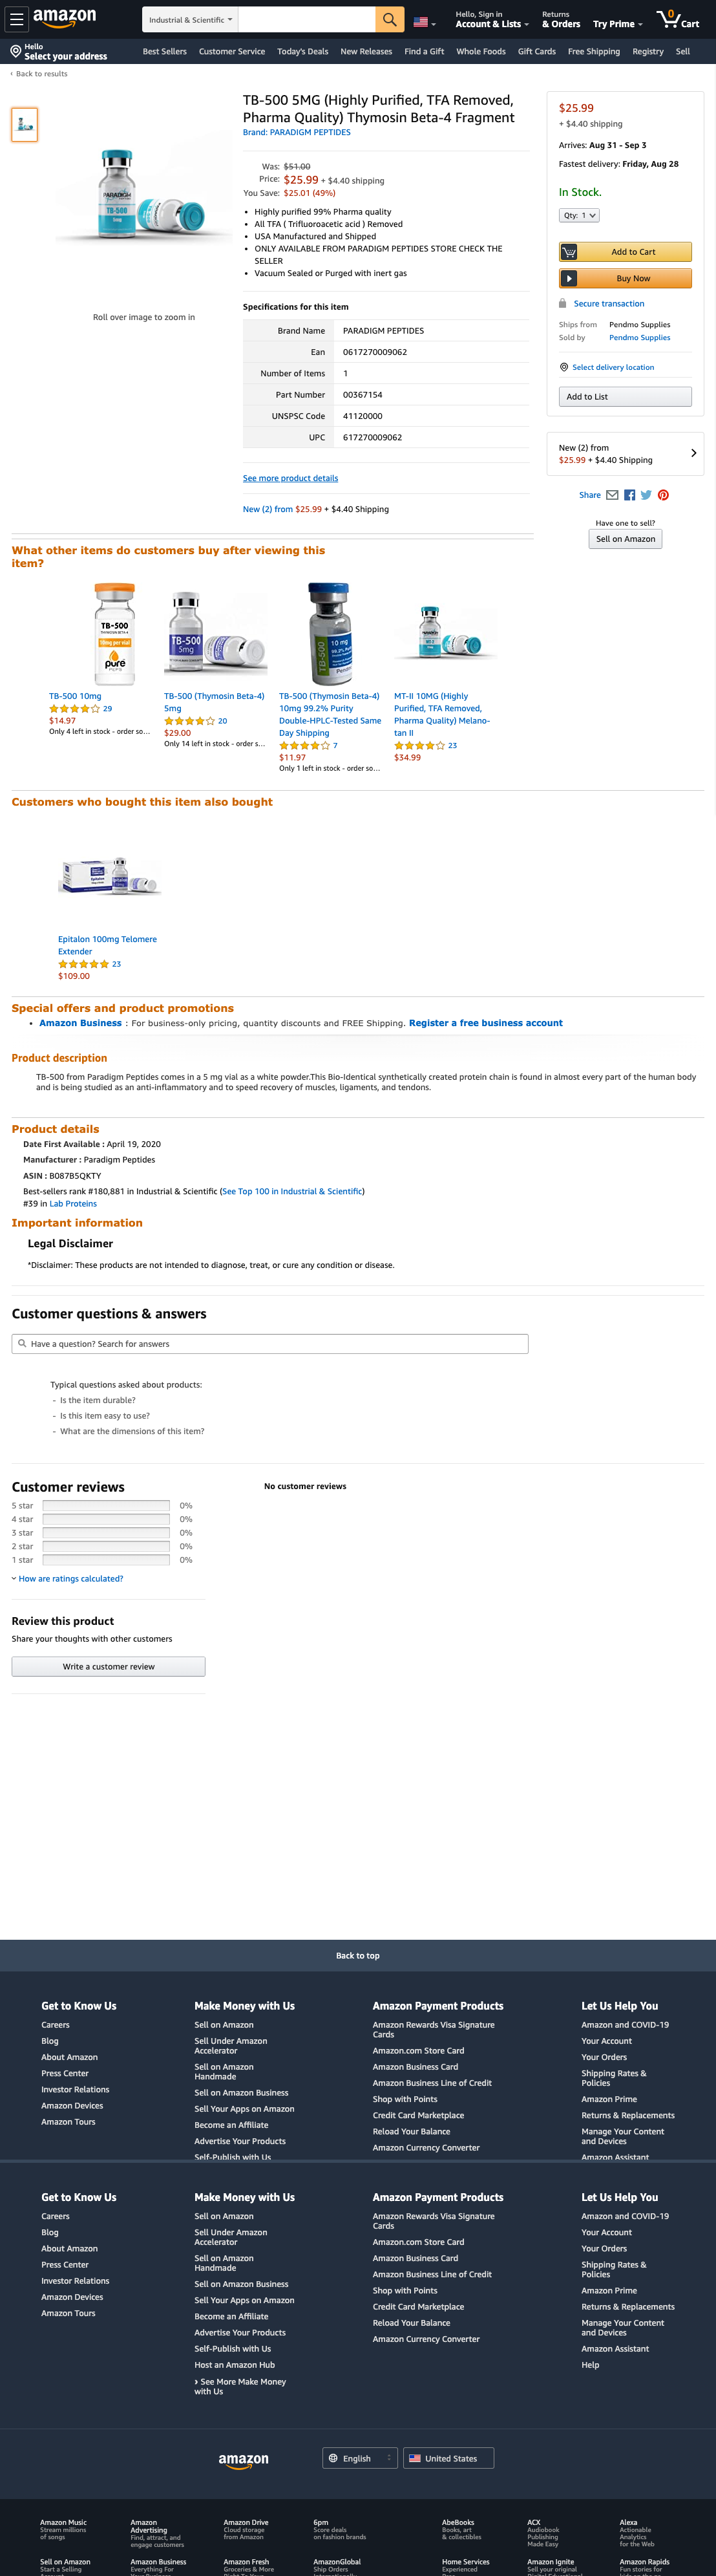 amazon
Industrial & Scientific
Hello, Sign in
Account & Lists
Returns
& Orders
Try Prime
0
Cart
Hello
Select your address
Best Sellers
Customer Service
Today's Deals
New Releases
Find a Gift
Whole Foods
Gift Cards
Free Shipping
Registry
Sell
‹ Back to results
PARADIGM
TB-500
Roll over image to zoom in
TB-500 5MG (Highly Purified, TFA Removed,
Pharma Quality) Thymosin Beta-4 Fragment
Brand: PARADIGM PEPTIDES
Was: $51.00
Price: $25.99 + $4.40 shipping
You Save: $25.01 (49%)
• Highly purified 99% Pharma quality
• All TFA ( Trifluoroacetic acid ) Removed
• USA Manufactured and Shipped
• ONLY AVAILABLE FROM PARADIGM PEPTIDES STORE CHECK THE
SELLER
• Vacuum Sealed or Purged with inert gas
Specifications for this item
Brand Name PARADIGM PEPTIDES
Ean 0617270009062
Number of Items 1
Part Number 00367154
UNSPSC Code 41120000
UPC 617270009062
See more product details
New (2) from $25.99 + $4.40 Shipping
$25.99
+ $4.40 shipping
Arrives: Aug 31 - Sep 3
Fastest delivery: Friday, Aug 28
In Stock.
Qty: 1
Add to Cart
Buy Now
Secure transaction
Ships from Pendmo Supplies
Sold by Pendmo Supplies
Select delivery location
Add to List
New (2) from
$25.99 + $4.40 Shipping
Share
Have one to sell?
Sell on Amazon
What other items do customers buy after viewing this
item?
TB-500
pure
TB-500
5mg
TB-500
10 mg
TB-500 10mg
29
$14.97
Only 4 left in stock - order so…
TB-500 (Thymosin Beta-4)
5mg
20
$29.00
Only 14 left in stock - order s…
TB-500 (Thymosin Beta-4)
10mg 99.2% Purity
Double-HPLC-Tested Same
Day Shipping
7
$11.97
Only 1 left in stock - order so…
MT-II 10MG (Highly
Purified, TFA Removed,
Pharma Quality) Melano-
tan II
23
$34.99
Customers who bought this item also bought
Epitalon
Epitalon 100mg Telomere
Extender
23
$109.00
Special offers and product promotions
• Amazon Business : For business-only pricing, quantity discounts and FREE Shipping. Register a free business account
Product description
TB-500 from Paradigm Peptides comes in a 5 mg vial as a white powder.This Bio-Identical synthetically created protein chain is found in almost every part of the human body
and is being studied as an anti-inflammatory and to speed recovery of muscles, ligaments, and tendons.
Product details
Date First Available : April 19, 2020
Manufacturer : Paradigm Peptides
ASIN : B087B5QKTY
Best-sellers rank #180,881 in Industrial & Scientific (See Top 100 in Industrial & Scientific)
#39 in Lab Proteins
Important information
Legal Disclaimer
*Disclaimer: These products are not intended to diagnose, treat, or cure any condition or disease.
Customer questions & answers
Have a question? Search for answers
Typical questions asked about products:
- Is the item durable?
- Is this item easy to use?
- What are the dimensions of this item?
Customer reviews
5 star 0%
4 star 0%
3 star 0%
2 star 0%
1 star 0%
How are ratings calculated?
No customer reviews
Review this product
Share your thoughts with other customers
Write a customer review
Back to top
Get to Know Us
Careers
Blog
About Amazon
Press Center
Investor Relations
Amazon Devices
Amazon Tours
Make Money with Us
Sell on Amazon
Sell Under Amazon
Accelerator
Sell on Amazon
Handmade
Sell on Amazon Business
Sell Your Apps on Amazon
Become an Affiliate
Advertise Your Products
Self-Publish with Us
Amazon Payment Products
Amazon Rewards Visa Signature
Cards
Amazon.com Store Card
Amazon Business Card
Amazon Business Line of Credit
Shop with Points
Credit Card Marketplace
Reload Your Balance
Amazon Currency Converter
Let Us Help You
Amazon and COVID-19
Your Account
Your Orders
Shipping Rates &
Policies
Amazon Prime
Returns & Replacements
Manage Your Content
and Devices
Amazon Assistant
Get to Know Us
Careers
Blog
About Amazon
Press Center
Investor Relations
Amazon Devices
Amazon Tours
Make Money with Us
Sell on Amazon
Sell Under Amazon
Accelerator
Sell on Amazon
Handmade
Sell on Amazon Business
Sell Your Apps on Amazon
Become an Affiliate
Advertise Your Products
Self-Publish with Us
Host an Amazon Hub
› See More Make Money
with Us
Amazon Payment Products
Amazon Rewards Visa Signature
Cards
Amazon.com Store Card
Amazon Business Card
Amazon Business Line of Credit
Shop with Points
Credit Card Marketplace
Reload Your Balance
Amazon Currency Converter
Let Us Help You
Amazon and COVID-19
Your Account
Your Orders
Shipping Rates &
Policies
Amazon Prime
Returns & Replacements
Manage Your Content
and Devices
Amazon Assistant
Help
amazon
English
United States
Amazon Music
Stream millions
of songs
Amazon
Advertising
Find, attract, and
engage customers
Amazon Drive
Cloud storage
from Amazon
6pm
Score deals
on fashion brands
AbeBooks
Books, art
& collectibles
ACX
Audiobook
Publishing
Made Easy
Alexa
Actionable
Analytics
for the Web
Sell on Amazon
Start a Selling
Amazon Business
Everything For
Amazon Fresh
Groceries & More
AmazonGlobal
Ship Orders
Home Services
Experienced
Amazon Ignite
Sell your original
Amazon Rapids
Fun stories for